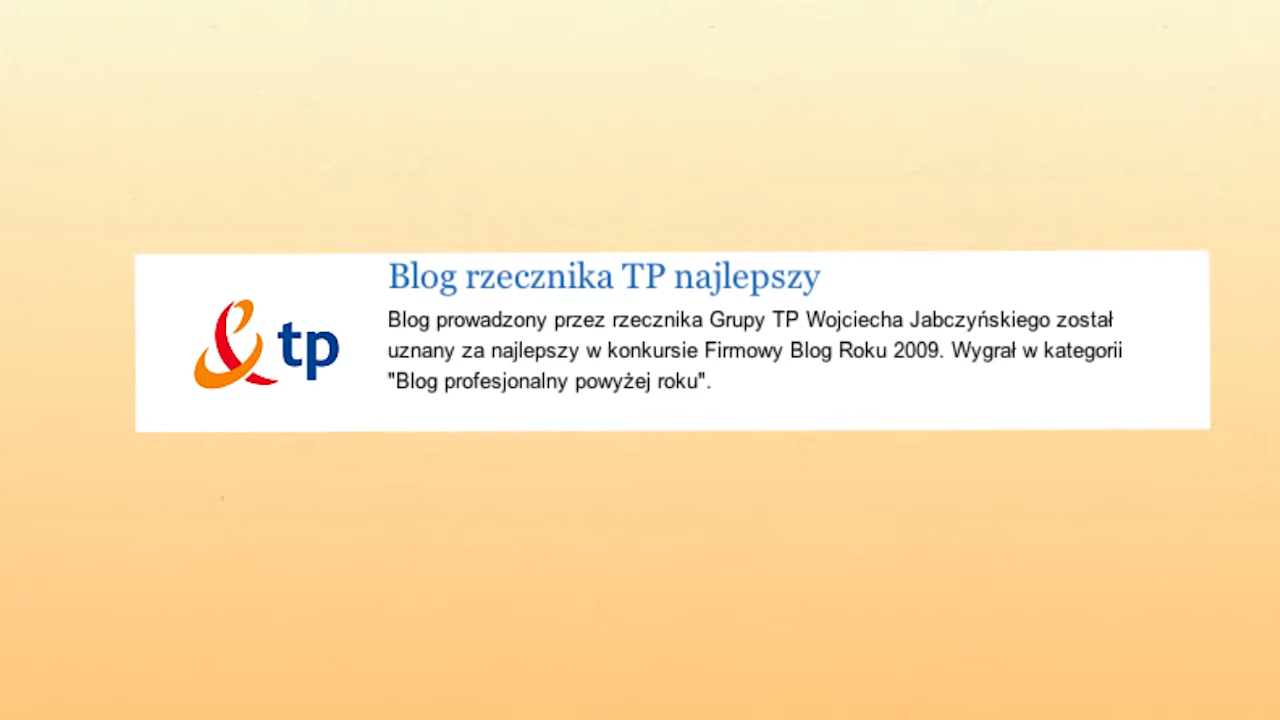 Blog rzecznika TP najlepszy
Blog prowadzony przez rzecznika Grupy TP Wojciecha Jabczyńskiego został
uznany za najlepszy w konkursie Firmowy Blog Roku 2009. Wygrał w kategorii
"Blog profesjonalny powyżej roku".
& tp